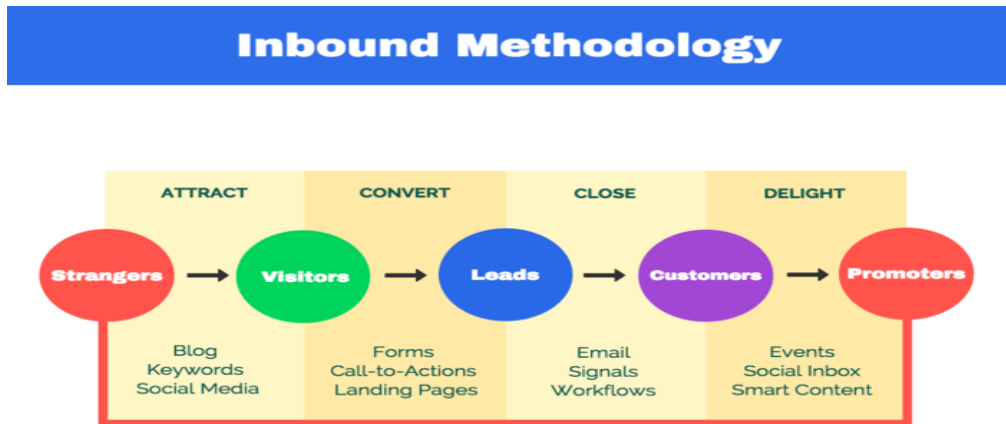 Inbound Methodology
ATTRACT CONVERT CLOSE DELIGHT
Strangers Visitors Leads Customers Promoters
Blog Forms Email Events
Keywords Call-to-Actions Signals Social Inbox
Social Media Landing Pages Workflows Smart Content